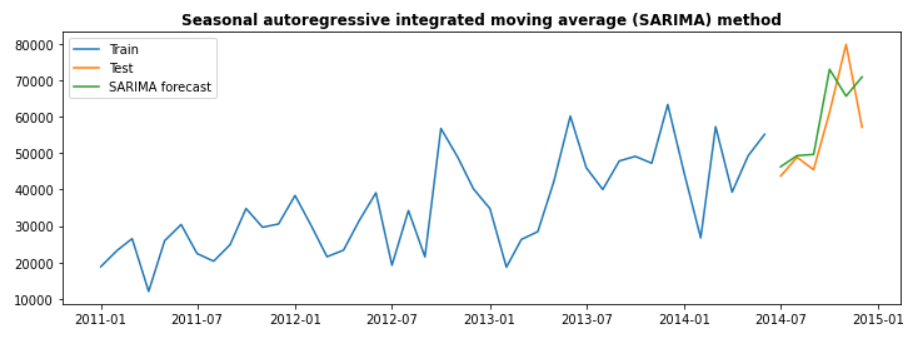 Seasonal autoregressive integrated moving average (SARIMA) method
Train
Test
SARIMA forecast
80000
70000
60000
50000
40000
30000
20000
10000
2011-01 2011-07 2012-01 2012-07 2013-01 2013-07 2014-01 2014-07 2015-01